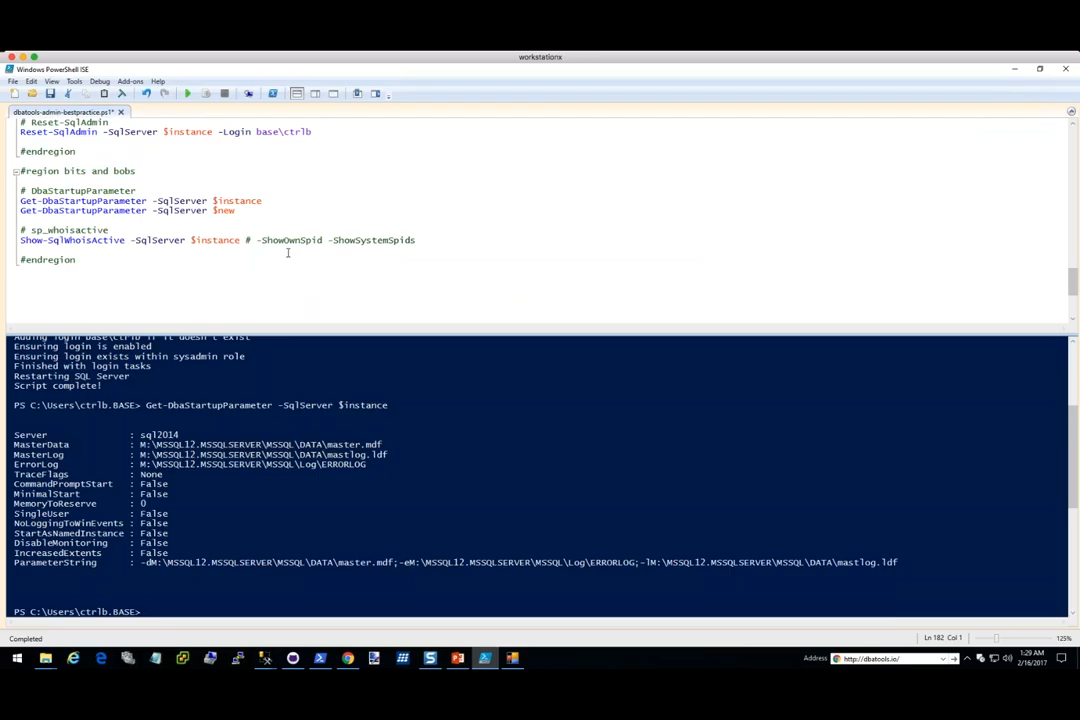 workstationx
Windows PowerShell ISE
File Edit View Tools Debug Add-ons Help
dbatools-admin-bestpractice.ps1*
# Reset-SqlAdmin
Reset-SqlAdmin -SqlServer $instance -Login base\ctrlb
#endregion
#region bits and bobs
# DbaStartupParameter
Get-DbaStartupParameter -SqlServer $instance
Get-DbaStartupParameter -SqlServer $new
# sp_whoisactive
Show-SqlWhoisActive -SqlServer $instance # -ShowOwnSpid -ShowSystemSpids
#endregion
Adding login base\ctrlb if it doesn't exist
Ensuring login is enabled
Ensuring login exists within sysadmin role
Finished with login tasks
Restarting SQL Server
Script complete!
PS C:\Users\ctrlb.BASE> Get-DbaStartupParameter -SqlServer $instance
Server : sql2014
MasterData : M:\MSSQL12.MSSQLSERVER\MSSQL\DATA\master.mdf
MasterLog : M:\MSSQL12.MSSQLSERVER\MSSQL\DATA\mastlog.ldf
ErrorLog : M:\MSSQL12.MSSQLSERVER\MSSQL\Log\ERRORLOG
TraceFlags : None
CommandPromptStart : False
MinimalStart : False
MemoryToReserve : 0
SingleUser : False
NoLoggingToWinEvents : False
StartAsNamedInstance : False
DisableMonitoring : False
IncreasedExtents : False
ParameterString : -dM:\MSSQL12.MSSQLSERVER\MSSQL\DATA\master.mdf;-eM:\MSSQL12.MSSQLSERVER\MSSQL\Log\ERRORLOG;-lM:\MSSQL12.MSSQLSERVER\MSSQL\DATA\mastlog.ldf
PS C:\Users\ctrlb.BASE>
Completed
Ln 182 Col 1
125%
Address http://dbatools.io/
1:29 AM
2/16/2017